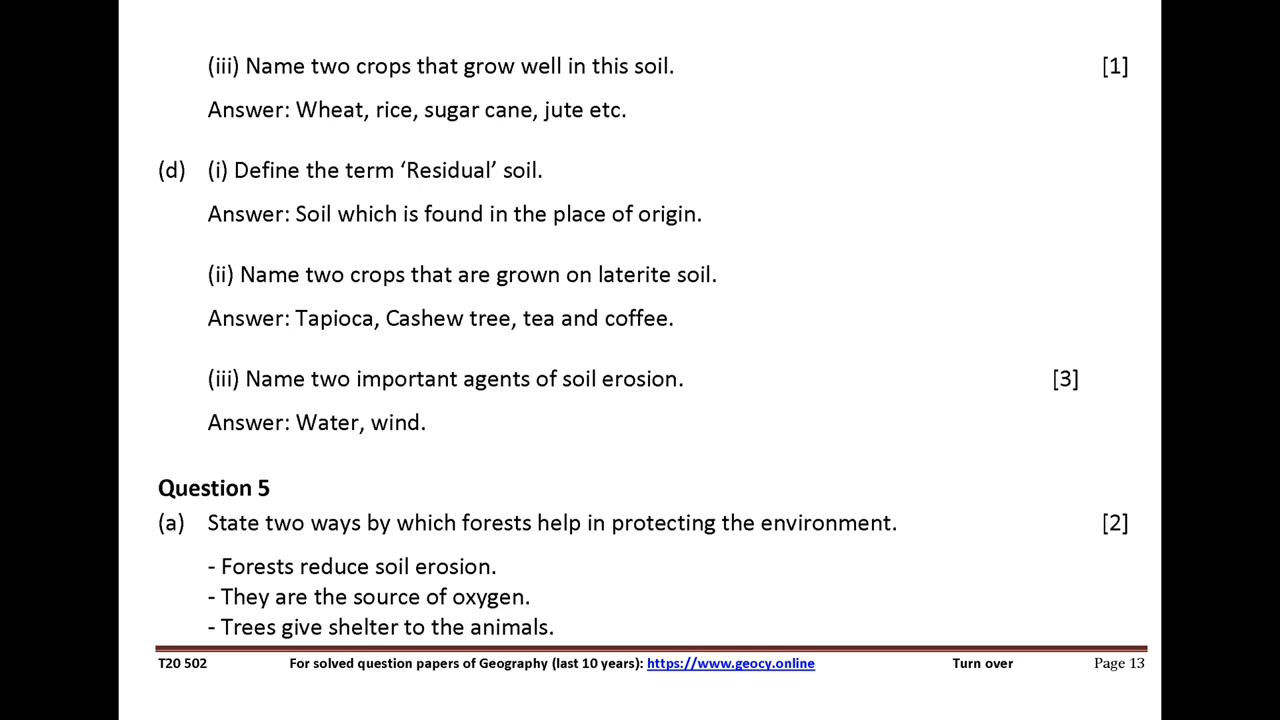 (iii) Name two crops that grow well in this soil. [1]
Answer: Wheat, rice, sugar cane, jute etc.
(d) (i) Define the term ‘Residual’ soil.
Answer: Soil which is found in the place of origin.
(ii) Name two crops that are grown on laterite soil.
Answer: Tapioca, Cashew tree, tea and coffee.
(iii) Name two important agents of soil erosion. [3]
Answer: Water, wind.
Question 5
(a) State two ways by which forests help in protecting the environment. [2]
- Forests reduce soil erosion.
- They are the source of oxygen.
- Trees give shelter to the animals.
T20 502 For solved question papers of Geography (last 10 years): https://www.geocy.online Turn over Page 13